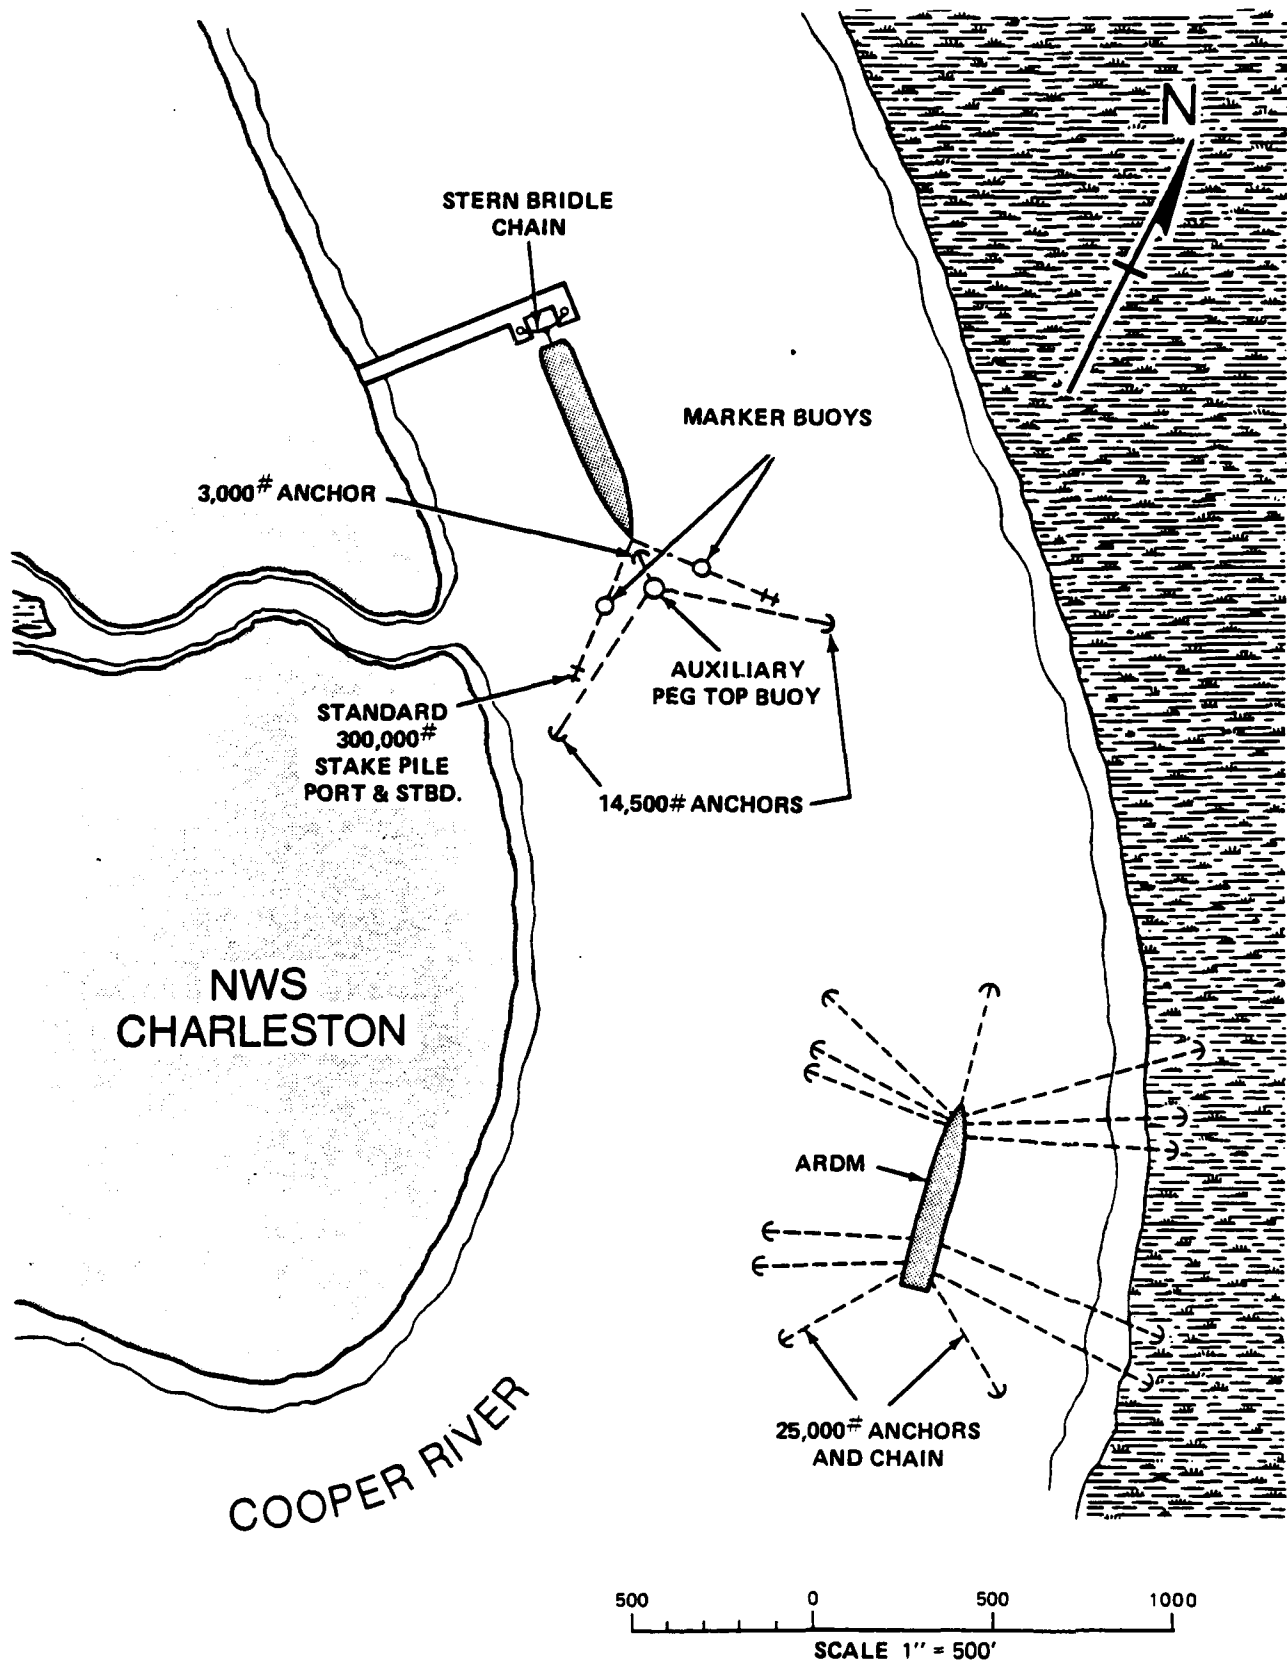 N
STERN BRIDLE
CHAIN
MARKER BUOYS
3,000# ANCHOR
AUXILIARY
PEG TOP BUOY
STANDARD
300,000#
STAKE PILE
PORT & STBD.
14,500# ANCHORS
NWS
CHARLESTON
ARDM
25,000# ANCHORS
AND CHAIN
COOPER RIVER
500 0 500 1000
SCALE 1" = 500'